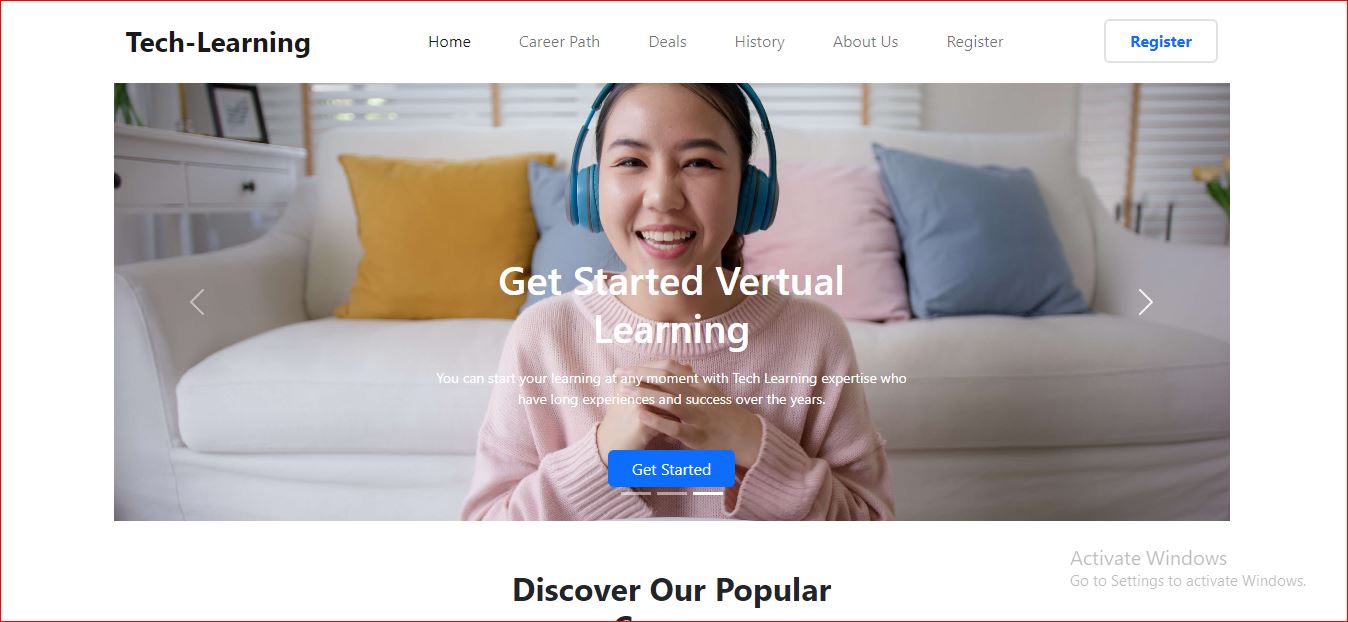 Tech-Learning
Home
Career Path
Deals
History
About Us
Register
Register
Get Started Vertual
Learning
You can start your learning at any moment with Tech Learning expertise who
have long experiences and success over the years.
Get Started
Activate Windows
Go to Settings to activate Windows.
Discover Our Popular